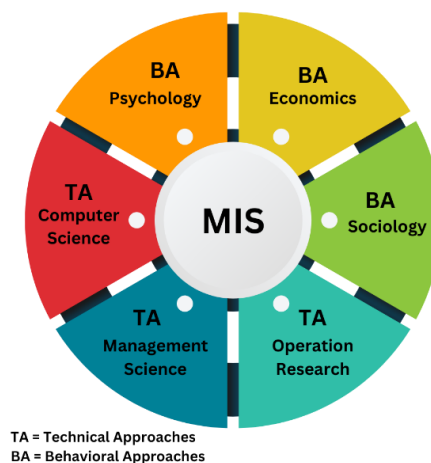 BA
Psychology
BA
Economics
TA
Computer
Science
MIS
BA
Sociology
TA
Management
Science
TA
Operation
Research
TA = Technical Approaches
BA = Behavioral Approaches